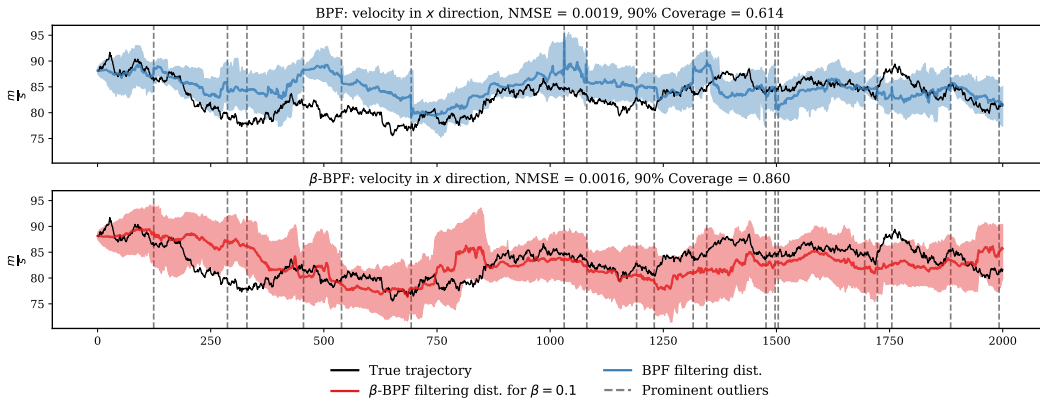 BPF: velocity in x direction, NMSE = 0.0019, 90% Coverage = 0.614
95
90
85
80
75
m/s
β-BPF: velocity in x direction, NMSE = 0.0016, 90% Coverage = 0.860
95
90
85
80
75
m/s
0 250 500 750 1000 1250 1500 1750 2000
True trajectory
β-BPF filtering dist. for β = 0.1
BPF filtering dist.
Prominent outliers